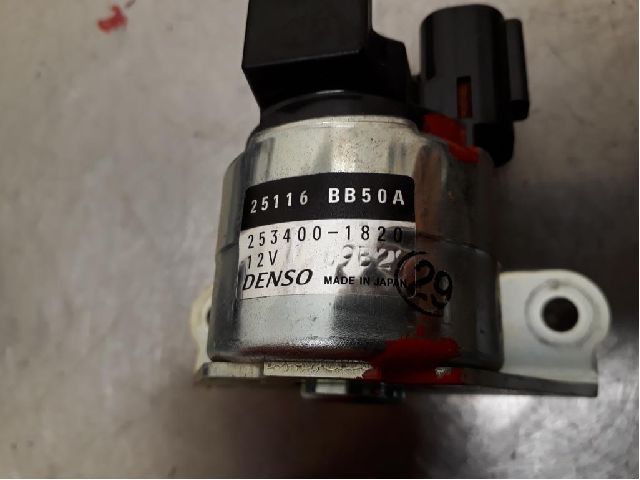 25116 BB50A
253400-1820
12V
DENSO MADE IN JAPAN
29